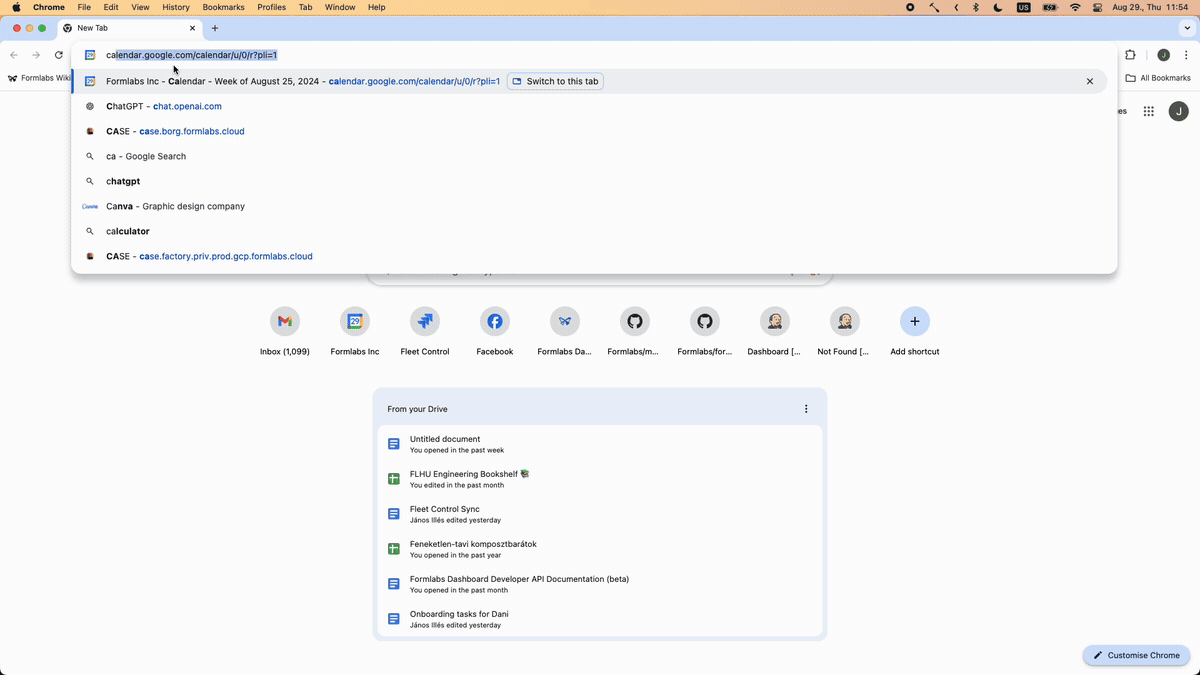 Chrome File Edit View History Bookmarks Profiles Tab Window Help US Aug 29., Thu 11:54
New Tab
calendar.google.com/calendar/u/0/r?pli=1
Formlabs Wiki
All Bookmarks
Formlabs Inc - Calendar - Week of August 25, 2024 - calendar.google.com/calendar/u/0/r?pli=1 Switch to this tab
ChatGPT - chat.openai.com
CASE - case.borg.formlabs.cloud
ca - Google Search
chatgpt
Canva - Graphic design company
calculator
CASE - case.factory.priv.prod.gcp.formlabs.cloud
J
Inbox (1,099) Formlabs Inc Fleet Control Facebook Formlabs Da... Formlabs/m... Formlabs/for... Dashboard [... Not Found [... Add shortcut
From your Drive
Untitled document
You opened in the past week
FLHU Engineering Bookshelf 📚
You edited in the past month
Fleet Control Sync
János Illés edited yesterday
Feneketlen-tavi komposztbarátok
You opened in the past year
Formlabs Dashboard Developer API Documentation (beta)
You opened in the past month
Onboarding tasks for Dani
János Illés edited yesterday
Customise Chrome